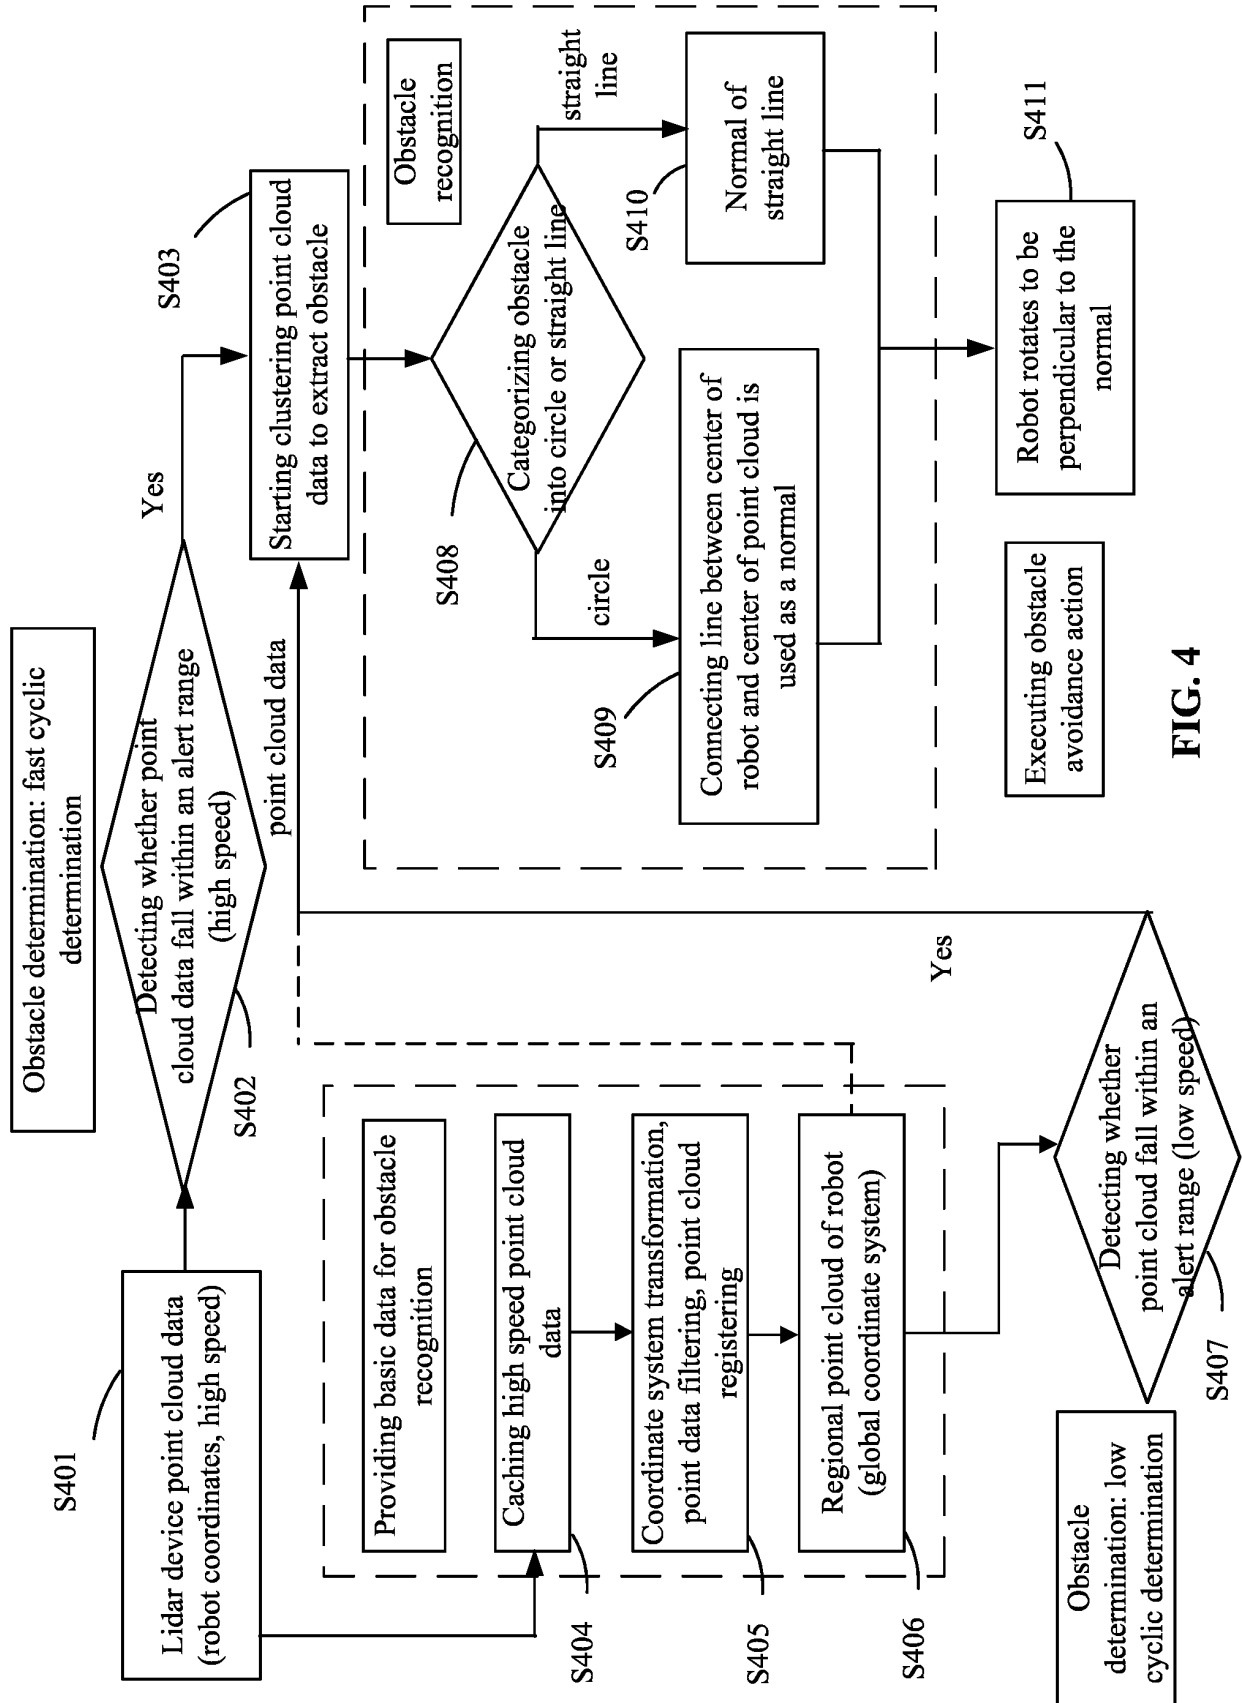 Obstacle determination: fast cyclic
determination
S401
Lidar device point cloud data
(robot coordinates, high speed)
S402
Detecting whether point
cloud data fall within an alert range
(high speed)
Yes
S403
Starting clustering point cloud
data to extract obstacle
point cloud data
Providing basic data for obstacle
recognition
S404
Caching high speed point cloud
data
S405
Coordinate system transformation,
point data filtering, point cloud
registering
S406
Regional point cloud of robot
(global coordinate system)
Obstacle
determination: low
cyclic determination
S407
Detecting whether
point cloud fall within an
alert range (low speed)
Yes
Obstacle
recognition
S408
Categorizing obstacle
into circle or straight line
circle
straight
line
S409
Connecting line between center of
robot and center of point cloud is
used as a normal
S410
Normal of
straight line
Executing obstacle
avoidance action
S411
Robot rotates to be
perpendicular to the
normal
FIG. 4